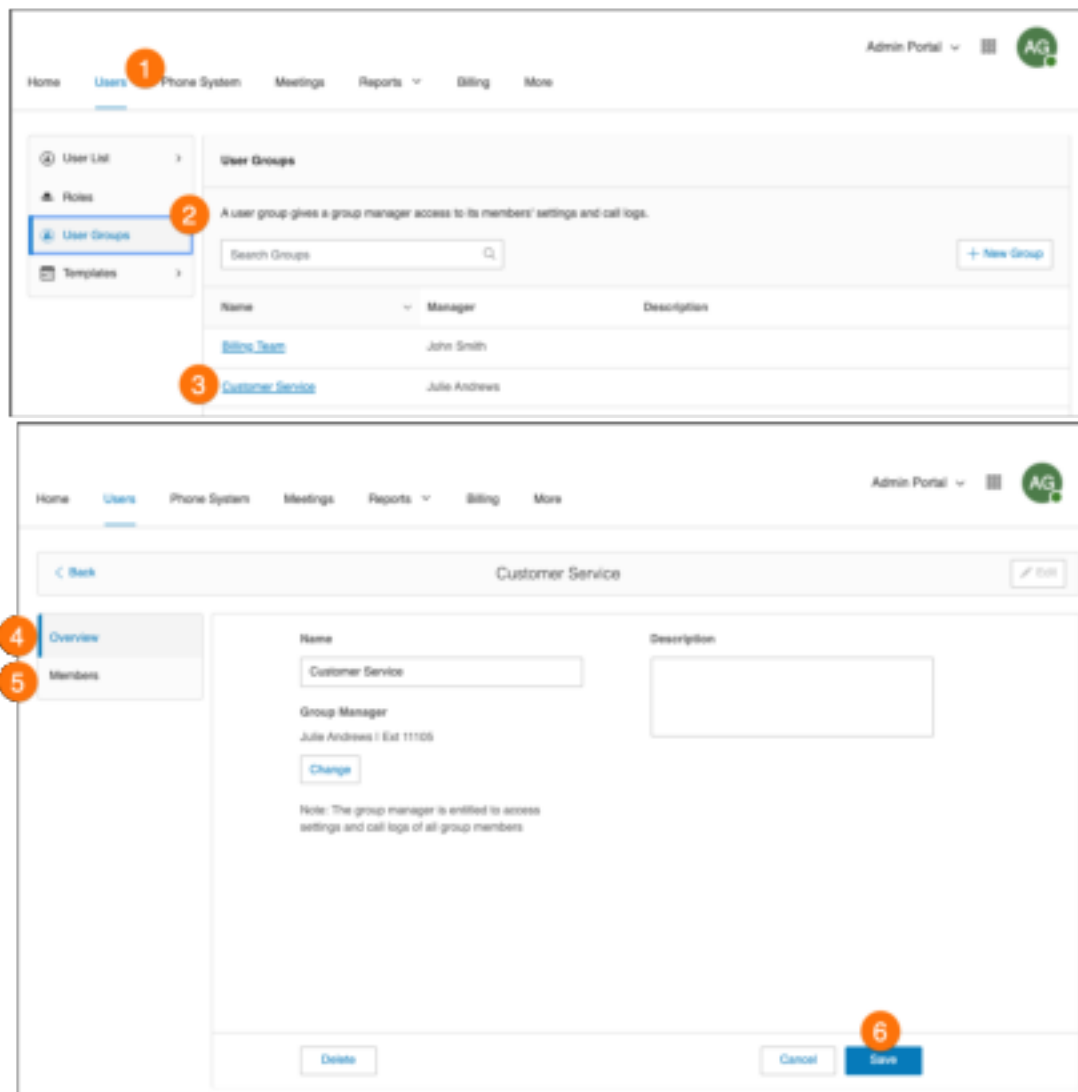 Admin Portal AG
1
Home Users Phone System Meetings Reports Billing More
User List
User Groups
Roles
2
A user group gives a group manager access to its members' settings and call logs.
User Groups
Search Groups
+ New Group
Templates
Name Manager Description
Billing Team John Smith
3 Customer Service Julie Andrews
Admin Portal AG
Home Users Phone System Meetings Reports Billing More
< Back Customer Service Edit
4 Overview
5 Members
Name Description
Customer Service
Group Manager
Julie Andrews | Ext 11105
Change
Note: The group manager is entitled to access
settings and call logs of all group members
6
Delete Cancel Save